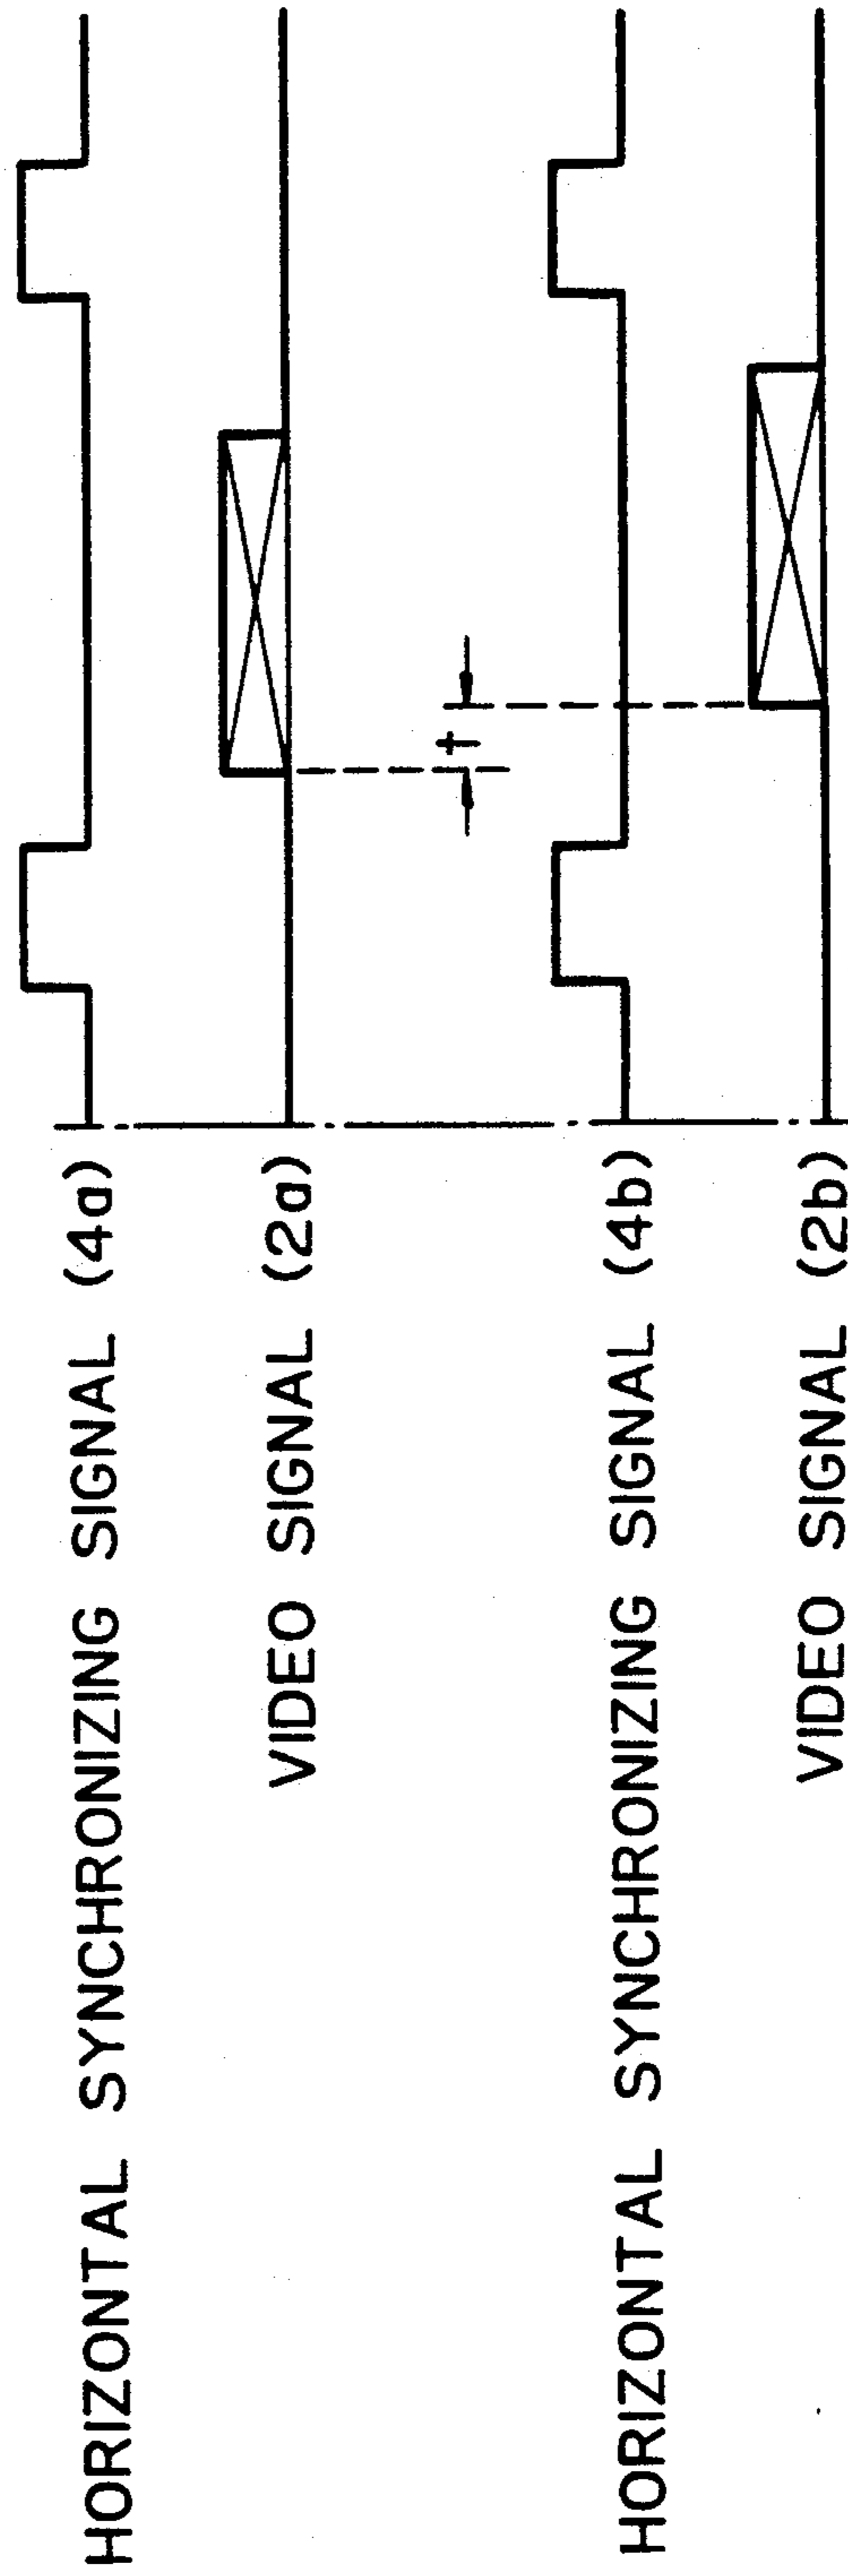 HORIZONTAL SYNCHRONIZING SIGNAL (4a)
VIDEO SIGNAL (2a)
t
HORIZONTAL SYNCHRONIZING SIGNAL (4b)
VIDEO SIGNAL (2b)